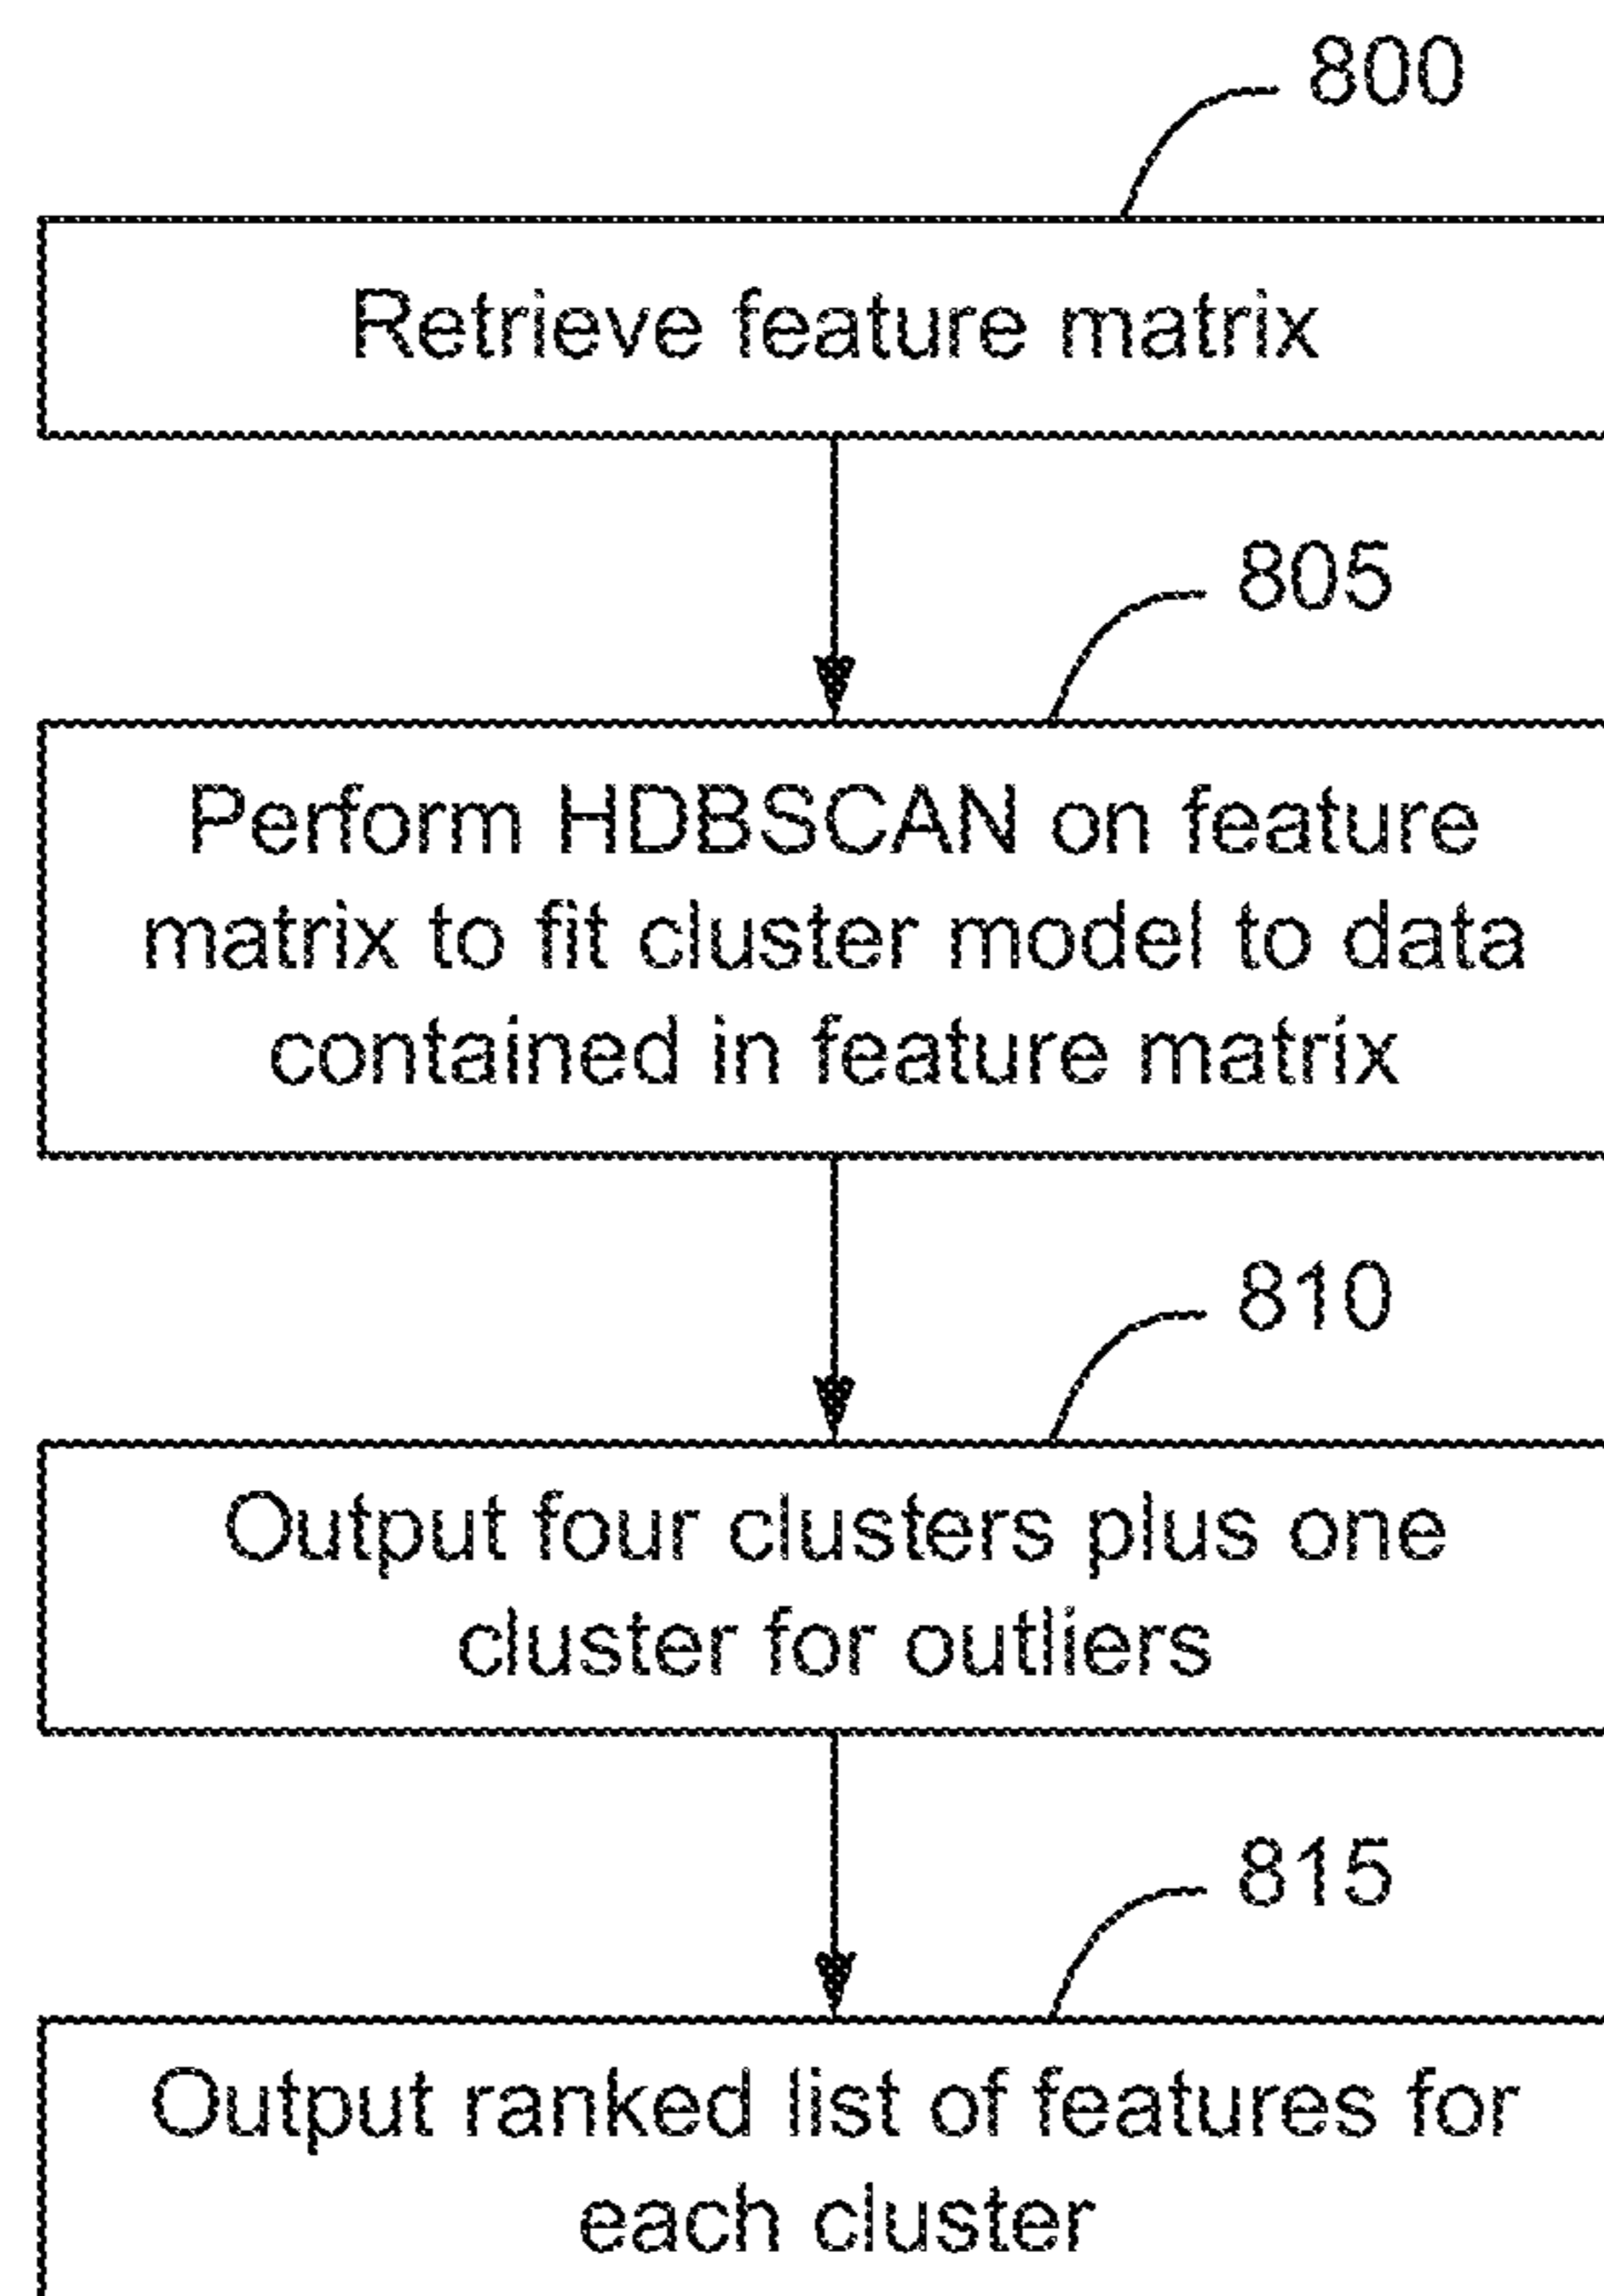 800
Retrieve feature matrix
805
Perform HDBSCAN on feature
matrix to fit cluster model to data
contained in feature matrix
810
Output four clusters plus one
cluster for outliers
815
Output ranked list of features for
each cluster